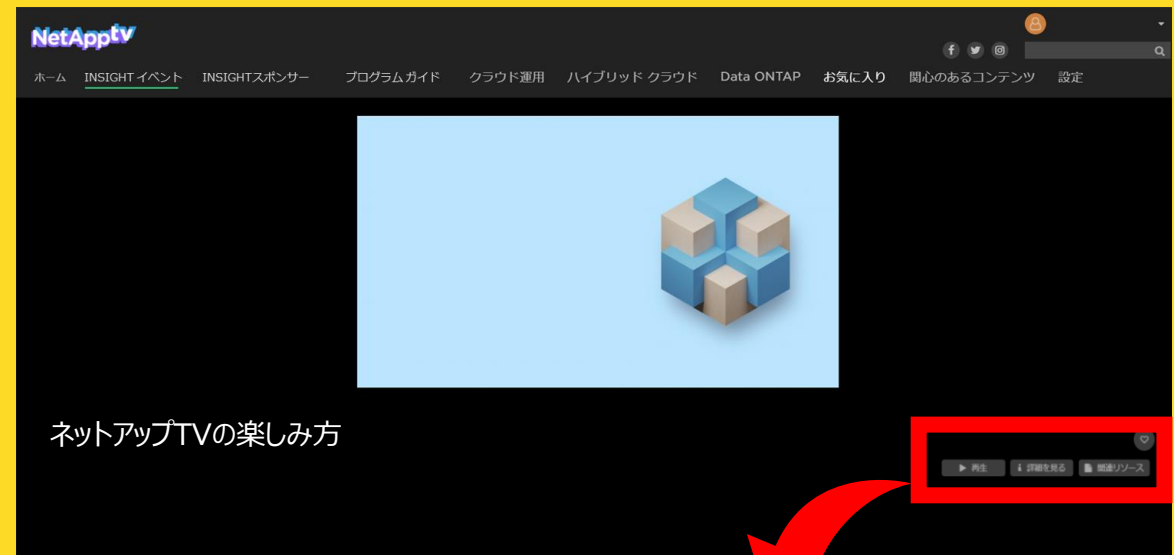 NetApptv
ホーム INSIGHT イベント INSIGHTスポンサー プログラムガイド クラウド運用 ハイブリッド クラウド Data ONTAP お気に入り 関心のあるコンテンツ 設定
ネットアップTVの楽しみ方
再生 詳細を見る 関連リソース